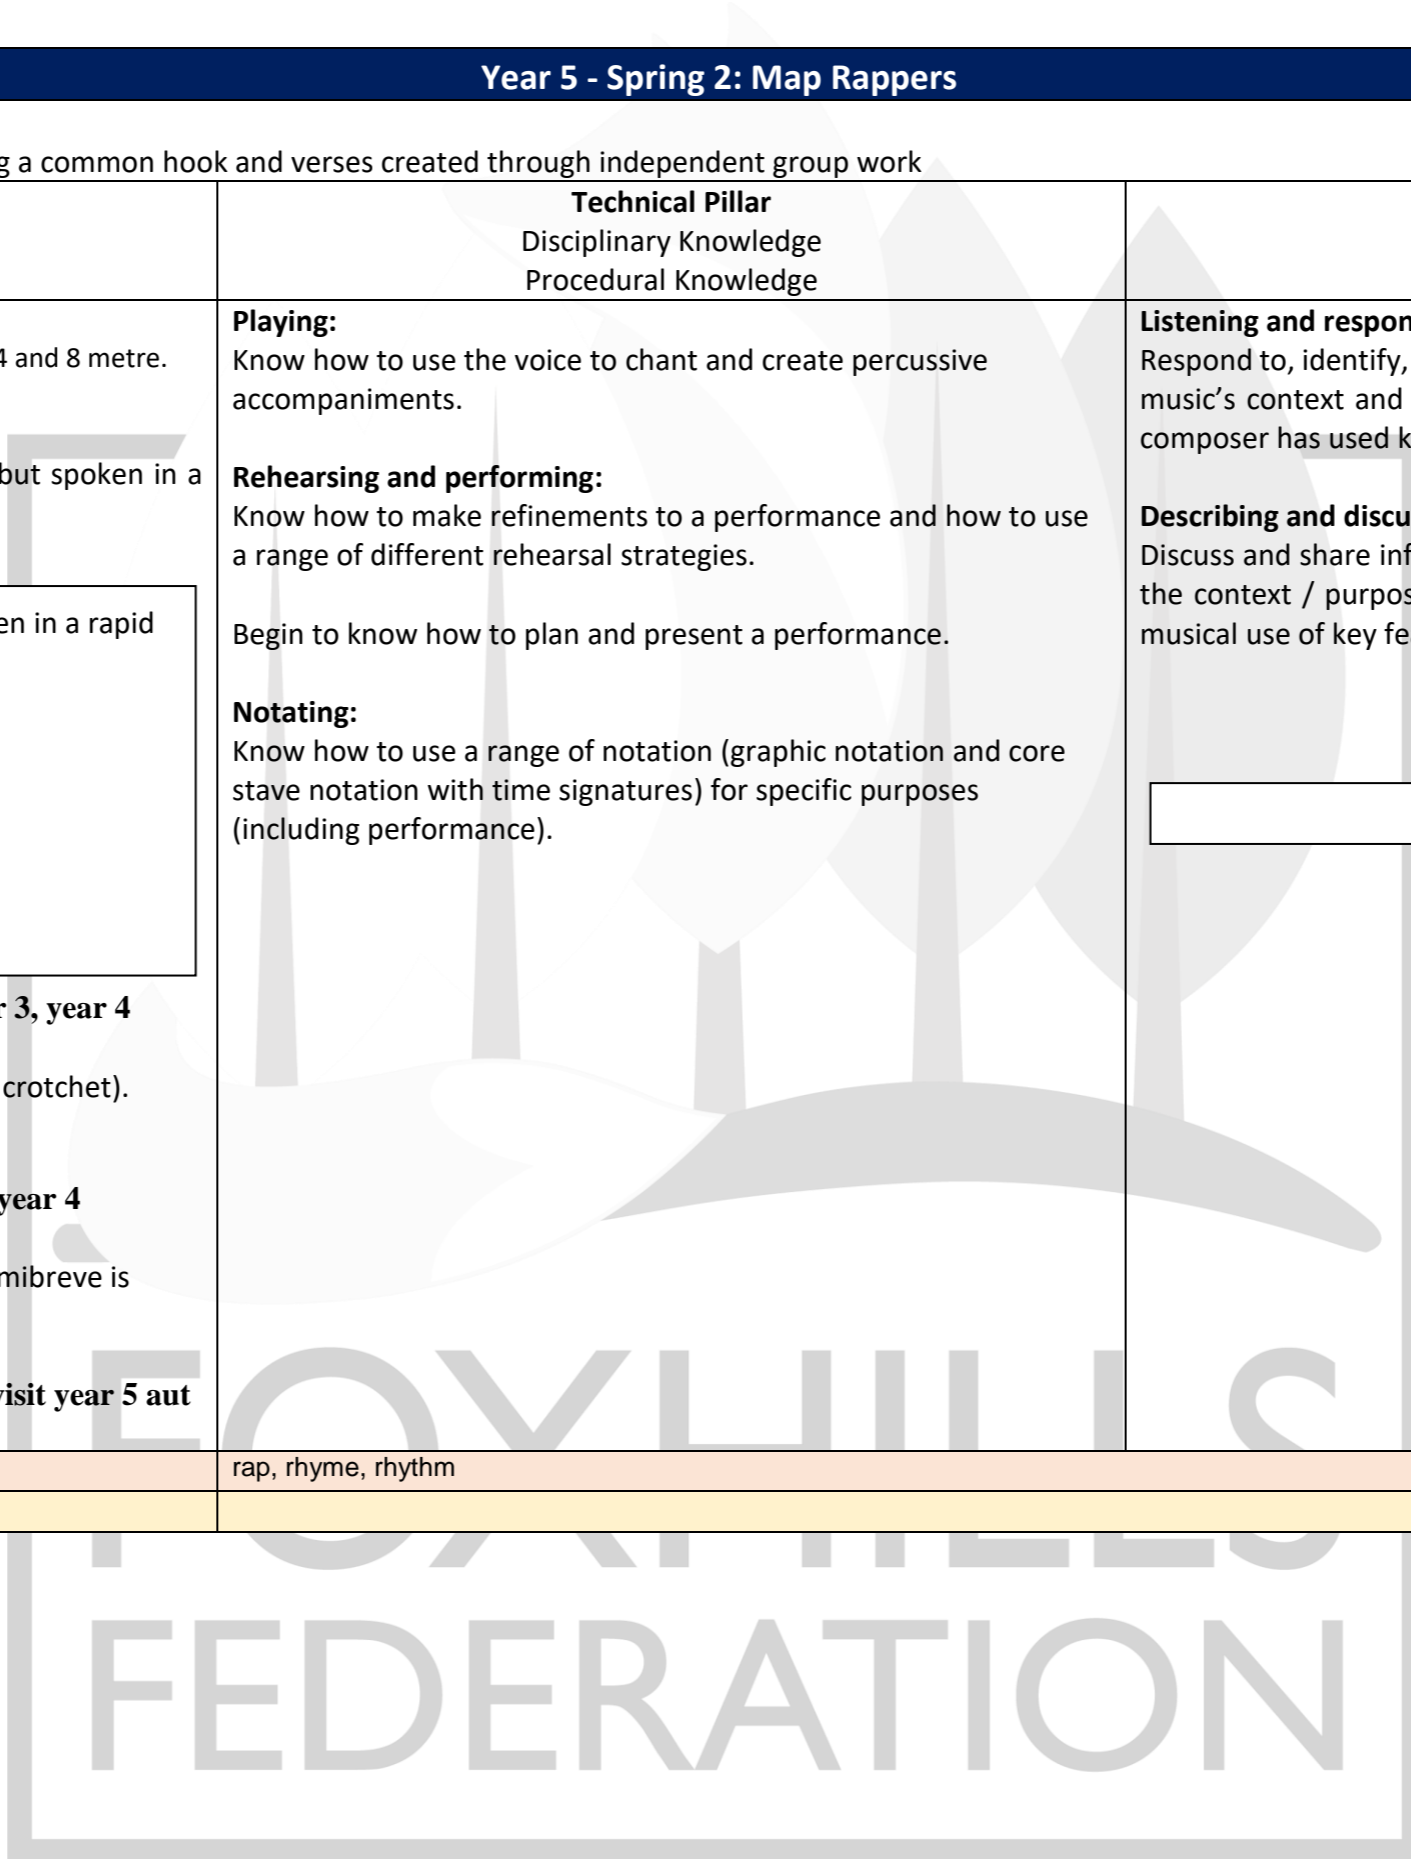 Year 5 - Spring 2: Map Rappers
a common hook and verses created through independent group work
4 and 8 metre.
but spoken in a
en in a rapid
r 3, year 4
crotchet).
year 4
mibreve is
visit year 5 aut
Technical Pillar
Disciplinary Knowledge
Procedural Knowledge
Playing:
Know how to use the voice to chant and create percussive
accompaniments.
Rehearsing and performing:
Know how to make refinements to a performance and how to use
a range of different rehearsal strategies.
Begin to know how to plan and present a performance.
Notating:
Know how to use a range of notation (graphic notation and core
stave notation with time signatures) for specific purposes
(including performance).
Listening and respon
Respond to, identify,
music's context and
composer has used k
Describing and discu
Discuss and share inf
the context / purpos
musical use of key fe
rap, rhyme, rhythm
FOXHILLS
FEDERATION